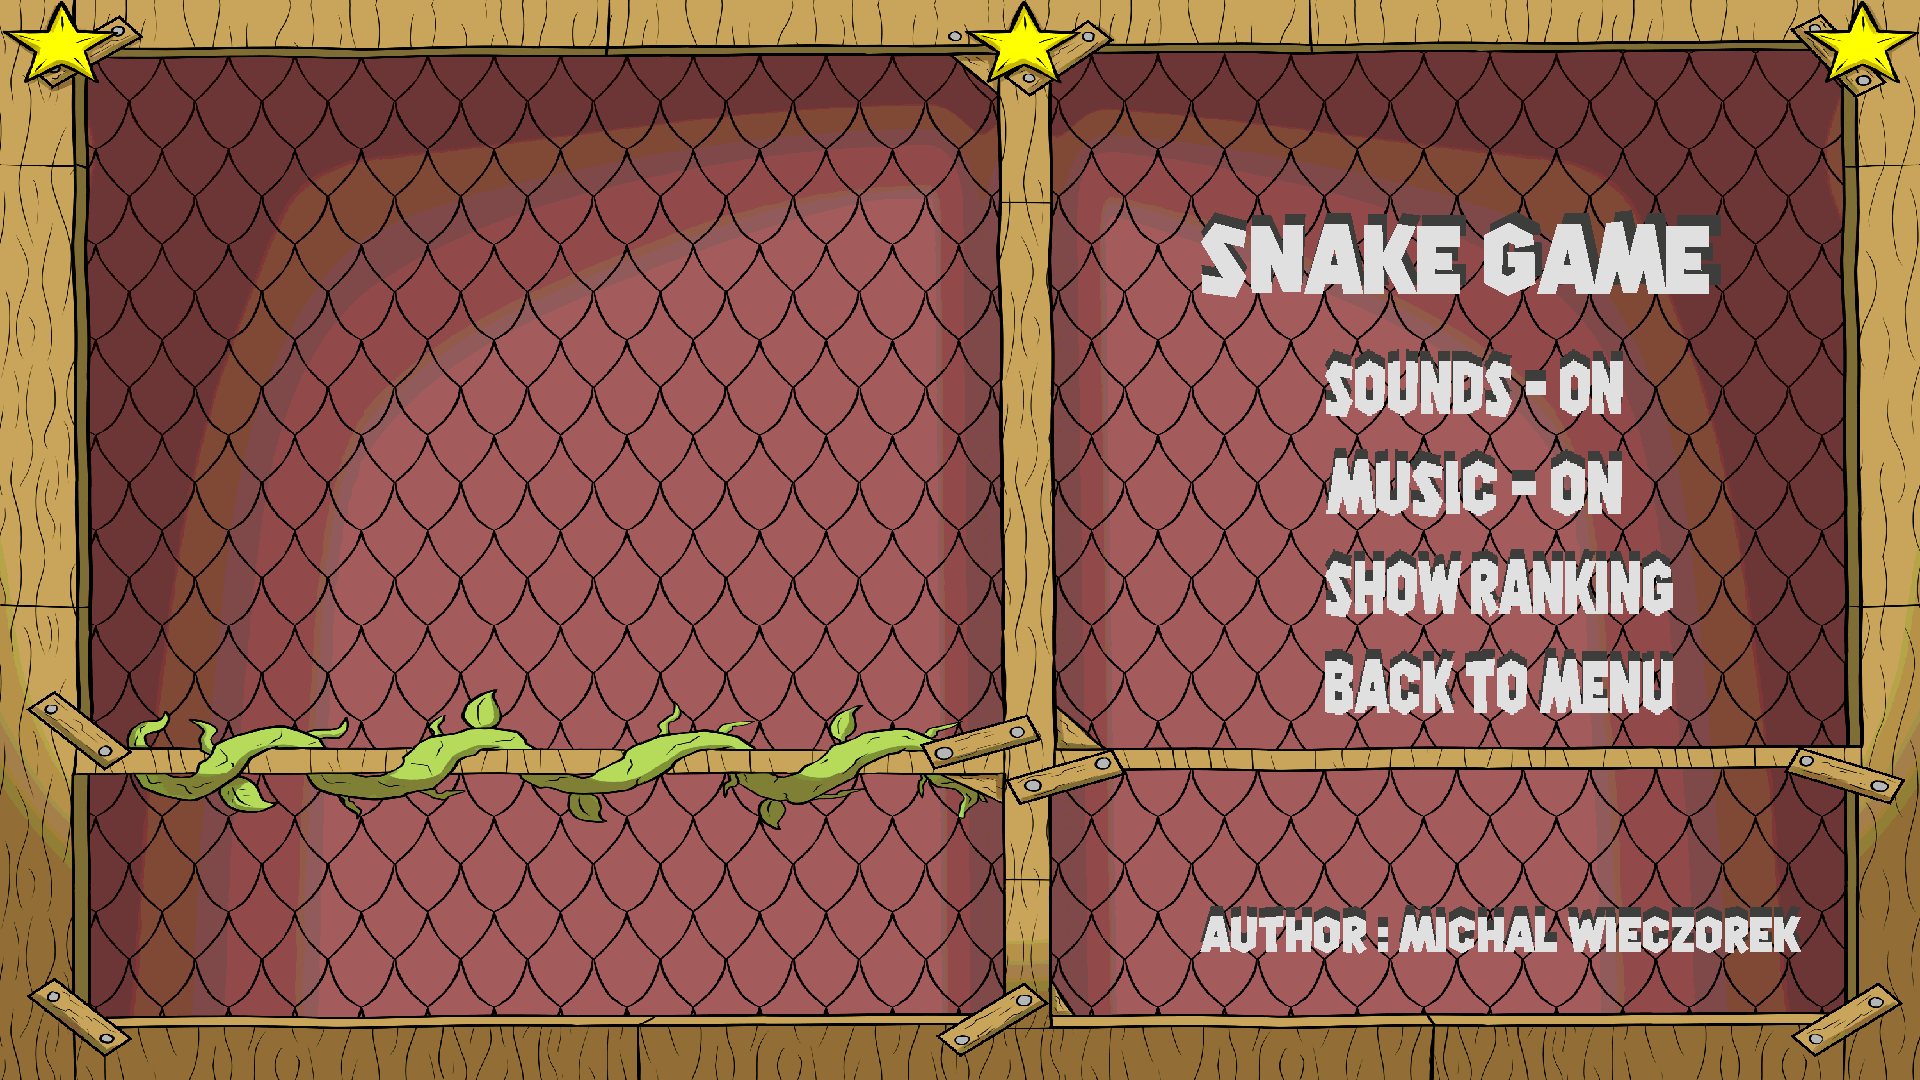 SNAKE GAME
SOUNDS - ON
MUSIC - ON
SHOW RANKING
BACK TO MENU
AUTHOR : MICHAL WIECZOREK